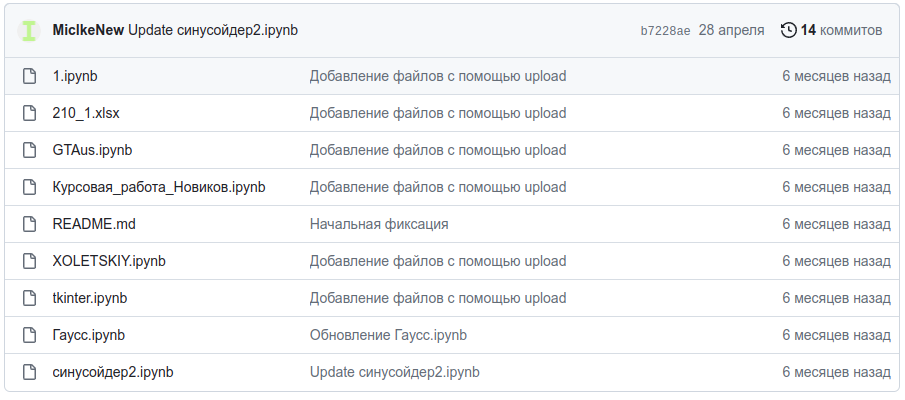 MiclkeNew Update синусойдер2.ipynb b7228ae 28 апреля 14 коммитов
1.ipynb Добавление файлов с помощью upload 6 месяцев назад
210_1.xlsx Добавление файлов с помощью upload 6 месяцев назад
GTAus.ipynb Добавление файлов с помощью upload 6 месяцев назад
Курсовая_работа_Новиков.ipynb Добавление файлов с помощью upload 6 месяцев назад
README.md Начальная фиксация 6 месяцев назад
XOLETSKIY.ipynb Добавление файлов с помощью upload 6 месяцев назад
tkinter.ipynb Добавление файлов с помощью upload 6 месяцев назад
Гаусс.ipynb Обновление Гаусс.ipynb 6 месяцев назад
синусойдер2.ipynb Update синусойдер2.ipynb 6 месяцев назад